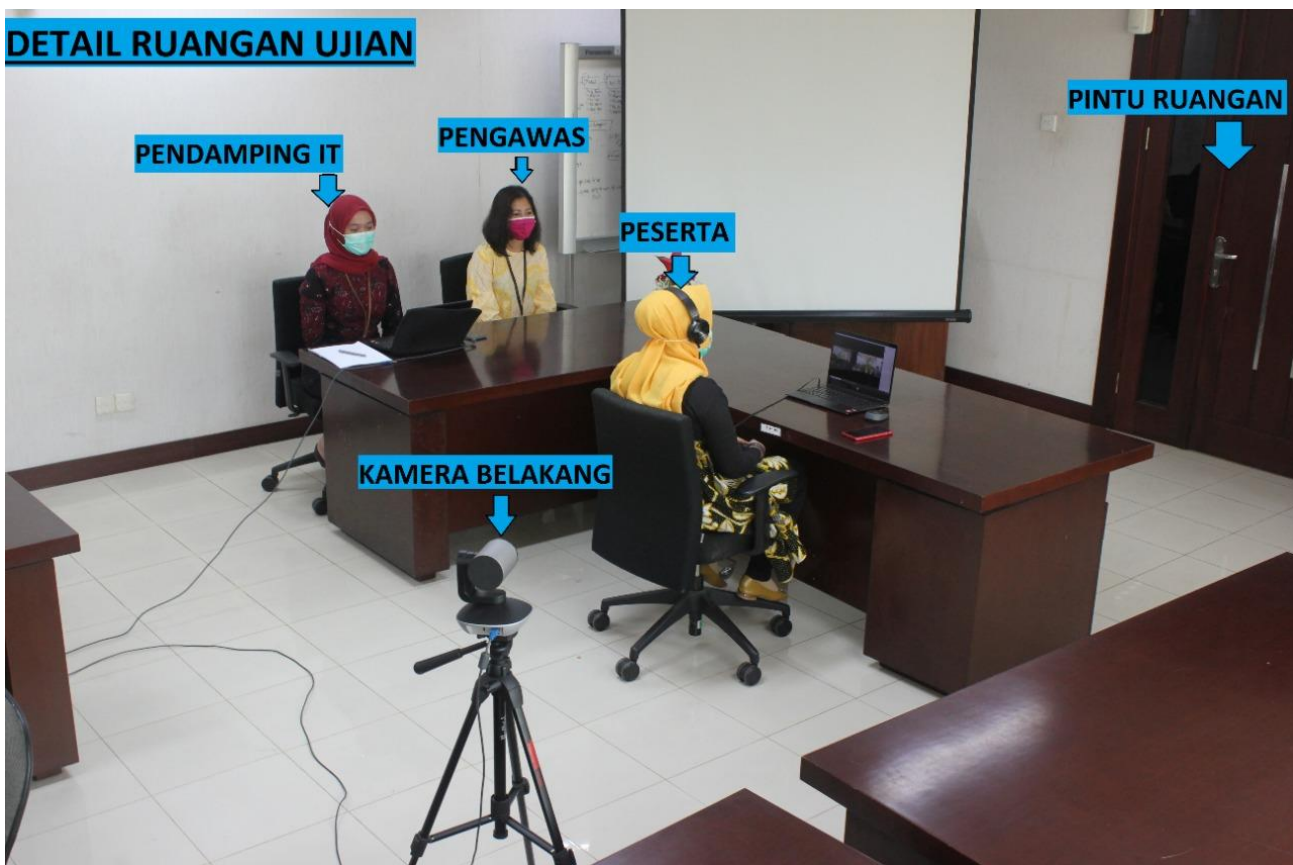 DETAIL RUANGAN UJIAN
PINTU RUANGAN
PENGAWAS
PENDAMPING IT
PESERTA
KAMERA BELAKANG